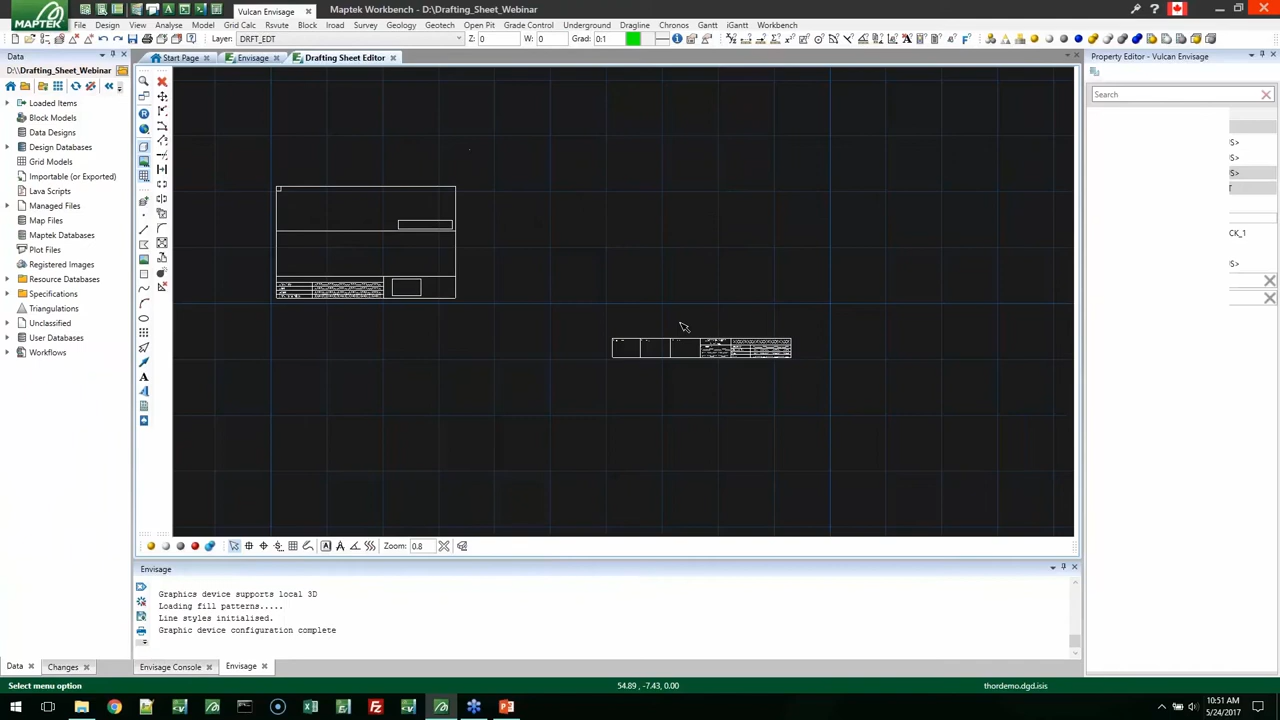 MAPTEK
Vulcan Envisage
Maptek Workbench - D:\Drafting_Sheet_Webinar
File Design View Analyse Model Grid Calc Rsvute Block Iroad Survey Geology Geotech Open Pit Grade Control Underground Dragline Chronos Gantt iGantt Workbench
Layer: DRFT_EDT Z: 0 W: 0 Grad: 0:1
Data
Start Page Envisage Drafting Sheet Editor
Property Editor - Vulcan Envisage
D:\\Drafting_Sheet_Webinar
Search
Loaded Items
Block Models
Data Designs
Design Databases
Grid Models
Importable (or Exported)
Lava Scripts
Managed Files
Map Files
Maptek Databases
Plot Files
Registered Images
Resource Databases
Specifications
Triangulations
Unclassified
User Databases
Workflows
S>
S>
S>
T
CK_1
S>
Zoom: 0.8
Envisage
Graphics device supports local 3D
Loading fill patterns.....
Line styles initialised.
Graphic device configuration complete
Data Changes Envisage Console Envisage
Select menu option
54.89 , -7.43, 0.00
thordemo.dgd.isis
10:51 AM
5/24/2017